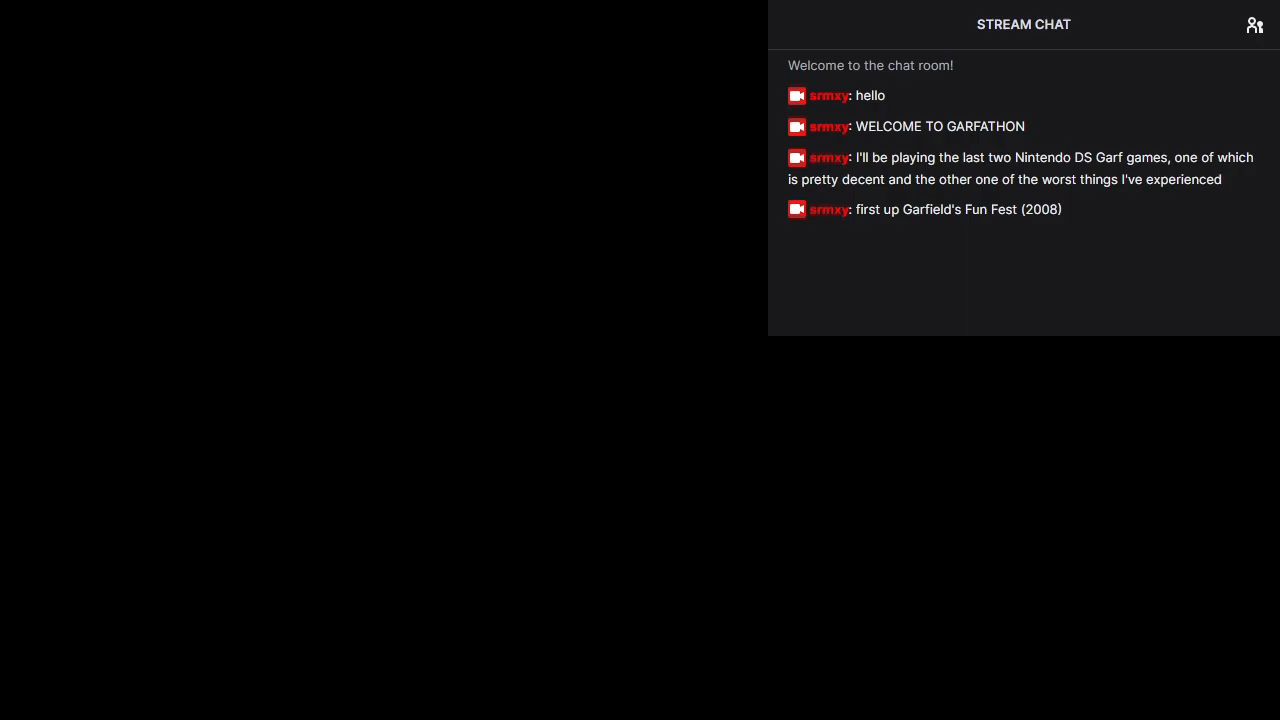 STREAM CHAT
Welcome to the chat room!
srmxy: hello
srmxy: WELCOME TO GARFATHON
srmxy: I'll be playing the last two Nintendo DS Garf games, one of which
is pretty decent and the other one of the worst things I've experienced
srmxy: first up Garfield's Fun Fest (2008)